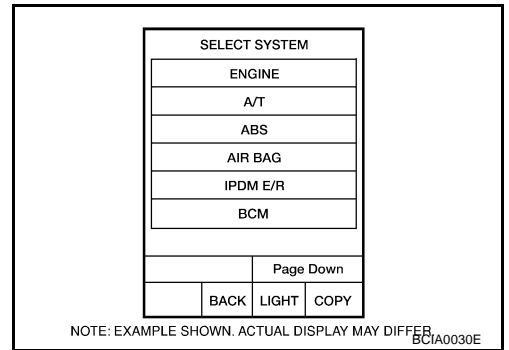 SELECT SYSTEM
ENGINE
A/T
ABS
AIR BAG
IPDM E/R
BCM
Page Down
BACK LIGHT COPY
NOTE: EXAMPLE SHOWN. ACTUAL DISPLAY MAY DIFFER.
BCIA0030E